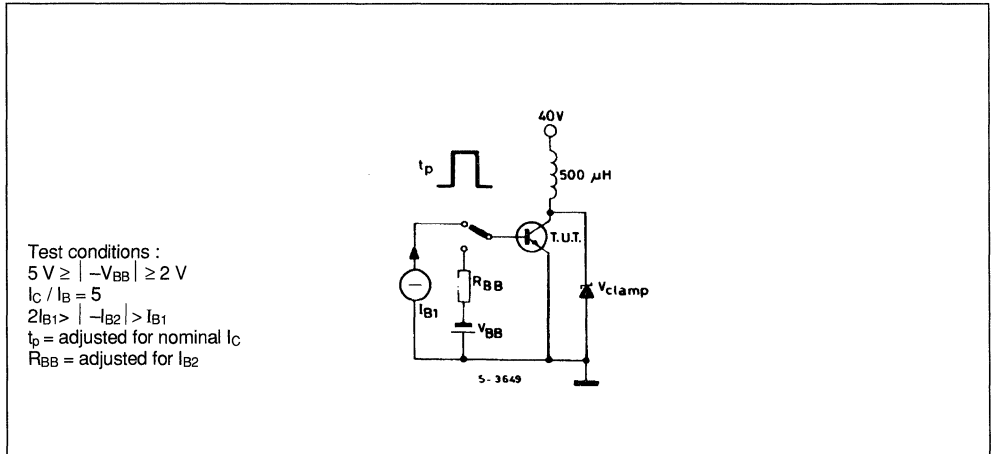 40V
tp
500 µH
T.U.T.
RBB
Vclamp
IB1
VBB
S-3649
Test conditions :
5 V ≥ | –VBB | ≥ 2 V
IC / IB = 5
2IB1> | –IB2 | > IB1
tp = adjusted for nominal IC
RBB = adjusted for IB2